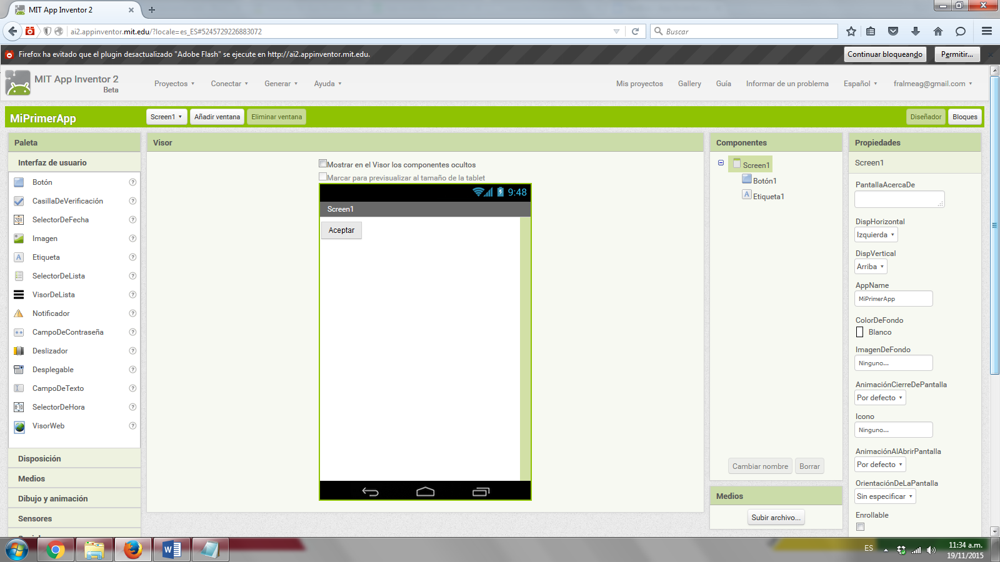 MIT App Inventor 2
ai2.appinventor.mit.edu/?locale=es_ES#5245729226883072
Buscar
Firefox ha evitado que el plugin desactualizado "Adobe Flash" se ejecute en http://ai2.appinventor.mit.edu.
Continuar bloqueando
Permitir...
MIT App Inventor 2
Beta
Proyectos
Conectar
Generar
Ayuda
Mis proyectos
Gallery
Guía
Informar de un problema
Español
fralmeag@gmail.com
MiPrimerApp
Screen1
Añadir ventana
Eliminar ventana
Diseñador
Bloques
Paleta
Interfaz de usuario
Botón
CasillaDeVerificación
SelectorDeFecha
Imagen
Etiqueta
SelectorDeLista
VisorDeLista
Notificador
CampoDeContraseña
Deslizador
Desplegable
CampoDeTexto
SelectorDeHora
VisorWeb
Disposición
Medios
Dibujo y animación
Sensores
Visor
Mostrar en el Visor los componentes ocultos
Marcar para previsualizar al tamaño de la tablet
9:48
Screen1
Aceptar
Componentes
Screen1
Botón1
Etiqueta1
Cambiar nombre
Borrar
Medios
Subir archivo...
Propiedades
Screen1
PantallaAcercaDe
DispHorizontal
Izquierda
DispVertical
Arriba
AppName
MiPrimerApp
ColorDeFondo
Blanco
ImagenDeFondo
Ninguno...
AnimaciónCierreDePantalla
Por defecto
Icono
Ninguno...
AnimaciónAlAbrirPantalla
Por defecto
OrientaciónDeLaPantalla
Sin especificar
Enrollable
ES
11:34 a.m.
19/11/2015